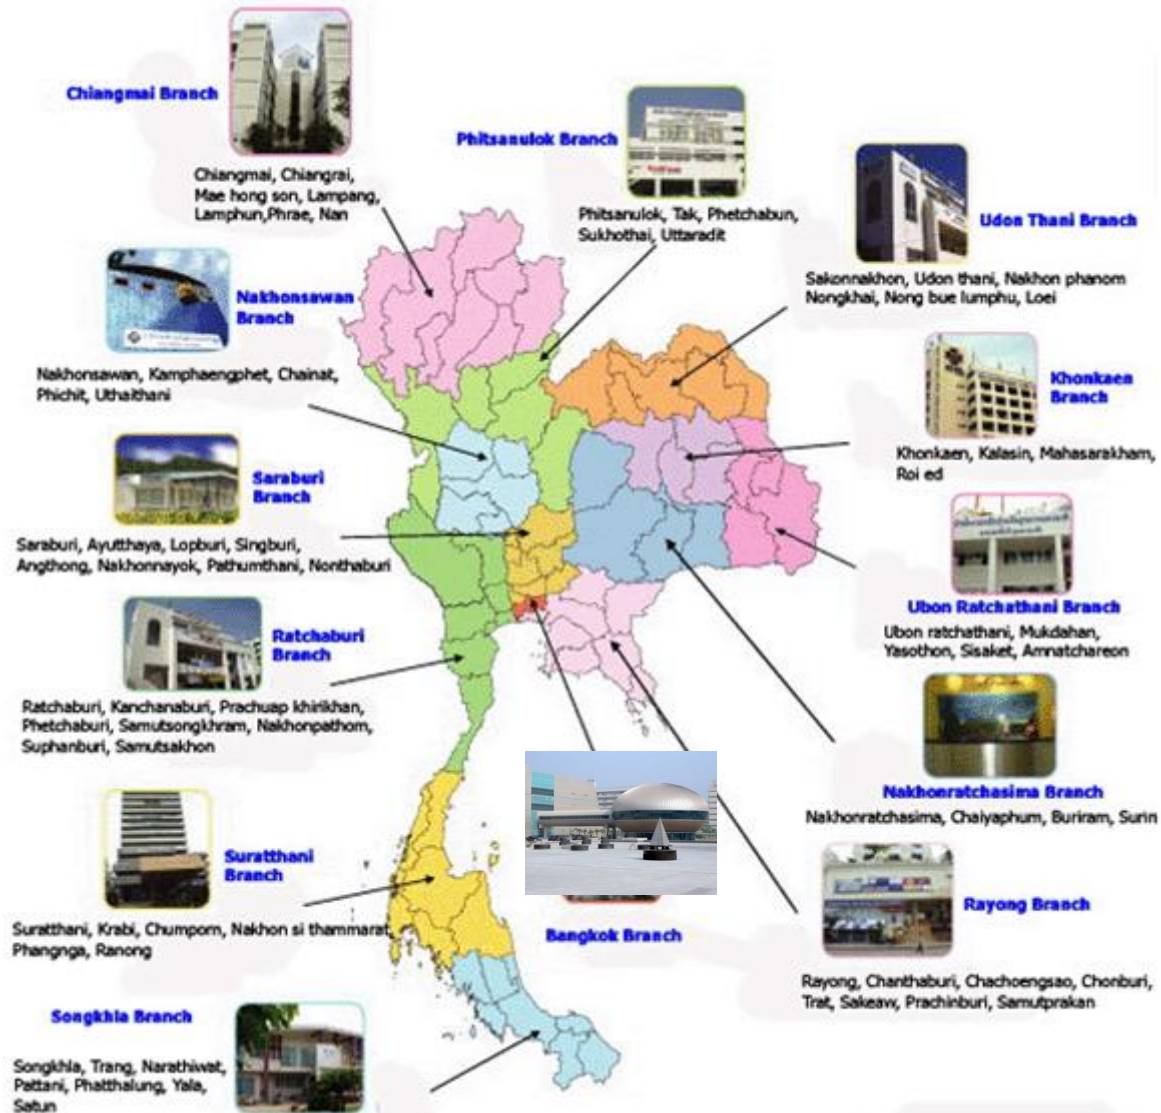 Chiangmai Branch
Chiangmai, Chiangrai,
Mae hong son, Lampang,
Lamphun,Phrae, Nan
Phitsanulok Branch
Phitsanulok, Tak, Phetchabun,
Sukhothai, Uttaradit
Udon Thani Branch
Sakonnakhon, Udon thani, Nakhon phanom
Nongkhai, Nong bue lumphu, Loei
Nakhonsawan
Branch
Nakhonsawan, Kamphaengphet, Chainat,
Phichit, Uthaithani
Khonkaen
Branch
Khonkaen, Kalasin, Mahasarakham,
Roi ed
Saraburi
Branch
Saraburi, Ayutthaya, Lopburi, Singburi,
Angthong, Nakhonnayok, Pathumthani, Nonthaburi
Ubon Ratchathani Branch
Ubon ratchathani, Mukdahan,
Yasothon, Sisaket, Amnatchareon
Ratchaburi
Branch
Ratchaburi, Kanchanaburi, Prachuap khirikhan,
Phetchaburi, Samutsongkhram, Nakhonpathom,
Suphanburi, Samutsakhon
Nakhonratchasima Branch
Nakhonratchasima, Chaiyaphum, Buriram, Surin
Suratthani
Branch
Suratthani, Krabi, Chumporn, Nakhon si thammarat,
Phangnga, Ranong
Bangkok Branch
Rayong Branch
Rayong, Chanthaburi, Chachoengsao, Chonburi,
Trat, Sakeaw, Prachinburi, Samutprakan
Songkhla Branch
Songkhla, Trang, Narathiwat,
Pattani, Phatthalung, Yala,
Satun